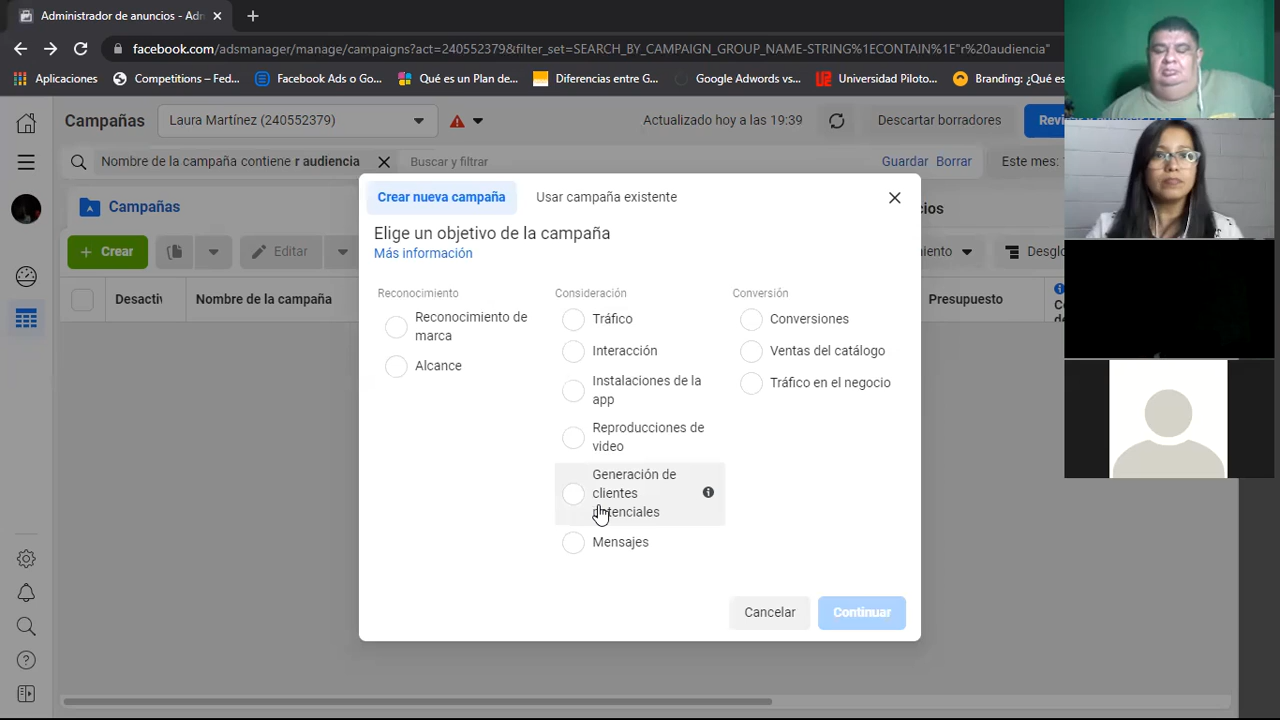 Administrador de anuncios - Adm
facebook.com/adsmanager/manage/campaigns?act=240552379&filter_set=SEARCH_BY_CAMPAIGN_GROUP_NAME-STRING%1ECONTAIN%1E"r%20audiencia"
Aplicaciones
Competitions – Fed...
Facebook Ads o Go...
Qué es un Plan de...
Diferencias entre G...
Google Adwords vs...
Universidad Piloto...
Branding: ¿Qué es
Campañas
Laura Martínez (240552379)
Actualizado hoy a las 19:39
Descartar borradores
Nombre de la campaña contiene r audiencia
Buscar y filtrar
Guardar
Borrar
Este mes:
Campañas
Crear nueva campaña
Usar campaña existente
Elige un objetivo de la campaña
Más información
+ Crear
Editar
Desglo
Desactiv
Nombre de la campaña
Presupuesto
Reconocimiento
Reconocimiento de
marca
Alcance
Consideración
Tráfico
Interacción
Instalaciones de la
app
Reproducciones de
video
Generación de
clientes
potenciales
Mensajes
Conversión
Conversiones
Ventas del catálogo
Tráfico en el negocio
Cancelar
Continuar